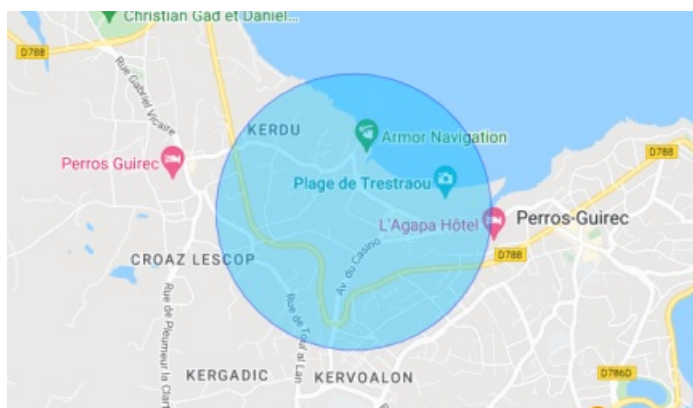 Christian Gad et Daniel...
D788
Rue Gabriel Vicaire
KERDU
Armor Navigation
D788
Perros Guirec
Plage de Trestraou
L'Agapa Hôtel
Perros-Guirec
CROAZ LESCOP
Av. du Casino
D788
Rue de Pleumeur la Clart
Rue de Tour al Lan
KERGADIC
KERVOALON
D786D